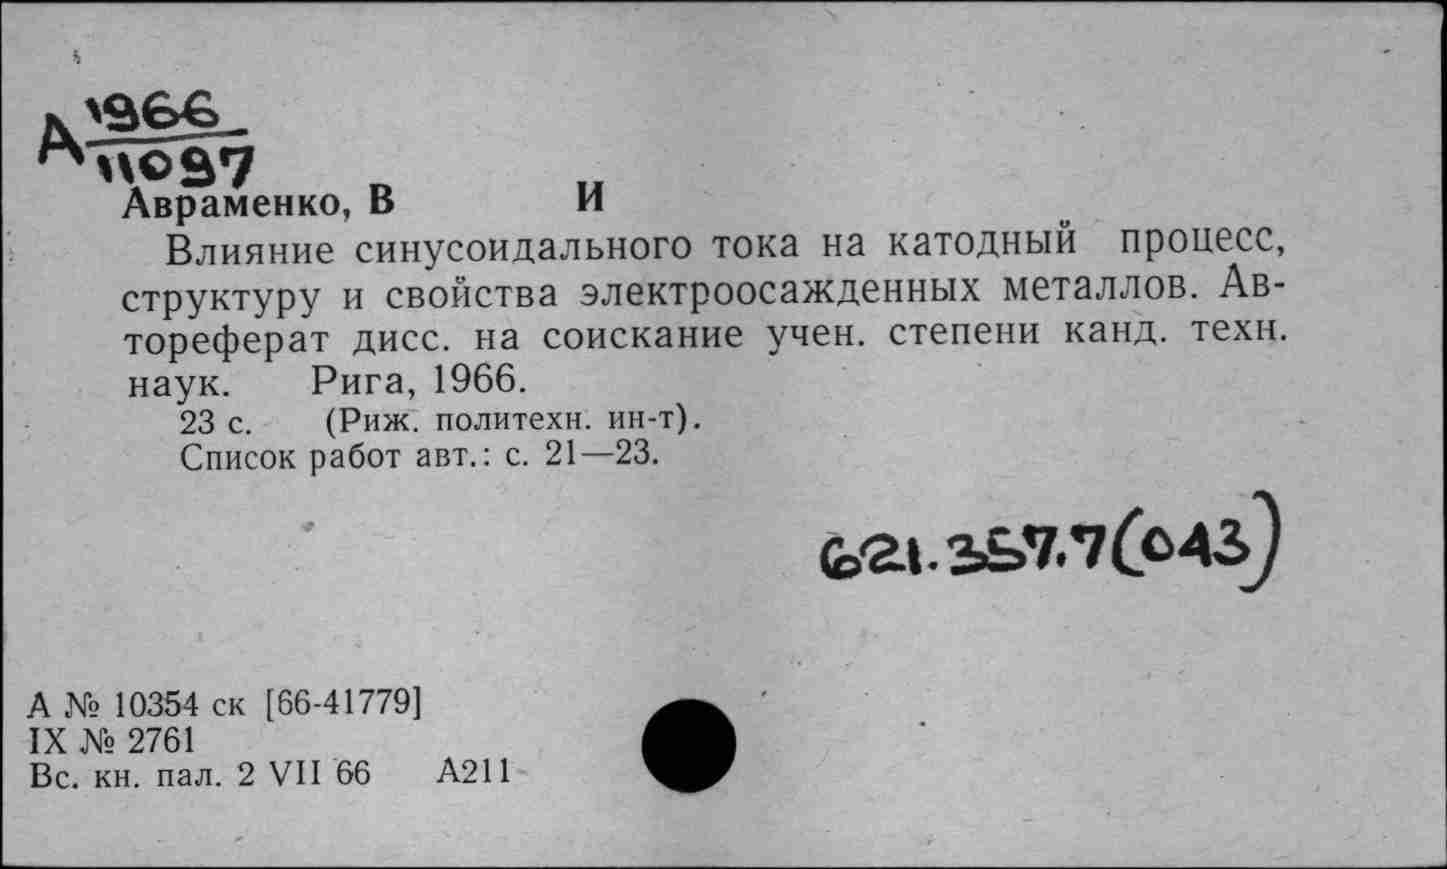 А 1966
11097
Авраменко, В И
Влияние синусоидального тока на катодный процесс,
структуру и свойства электроосажденных металлов. Ав-
тореферат дисс. на соискание учен. степени канд. техн.
наук. Рига, 1966.
23 с. (Риж. политехн. ин-т).
Список работ авт.: с. 21—23.
621.357.7(043)
А № 10354 ск [66-41779]
IX № 2761
Вс. кн. пал. 2 VII 66 А211